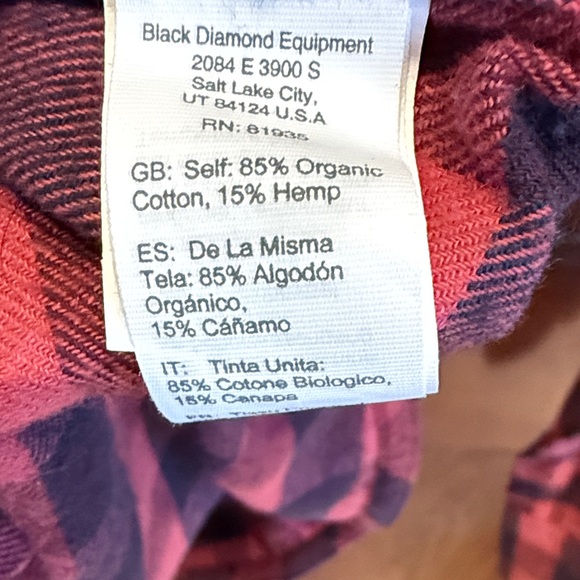 Black Diamond Equipment
2084 E 3900 S
Salt Lake City,
UT 84124 U.S.A
RN: 81935
GB: Self: 85% Organic
Cotton, 15% Hemp
ES: De La Misma
Tela: 85% Algodón
Orgánico,
15% Cáñamo
IT: Tinta Unita:
85% Cotone Biologico,
15% Canapa